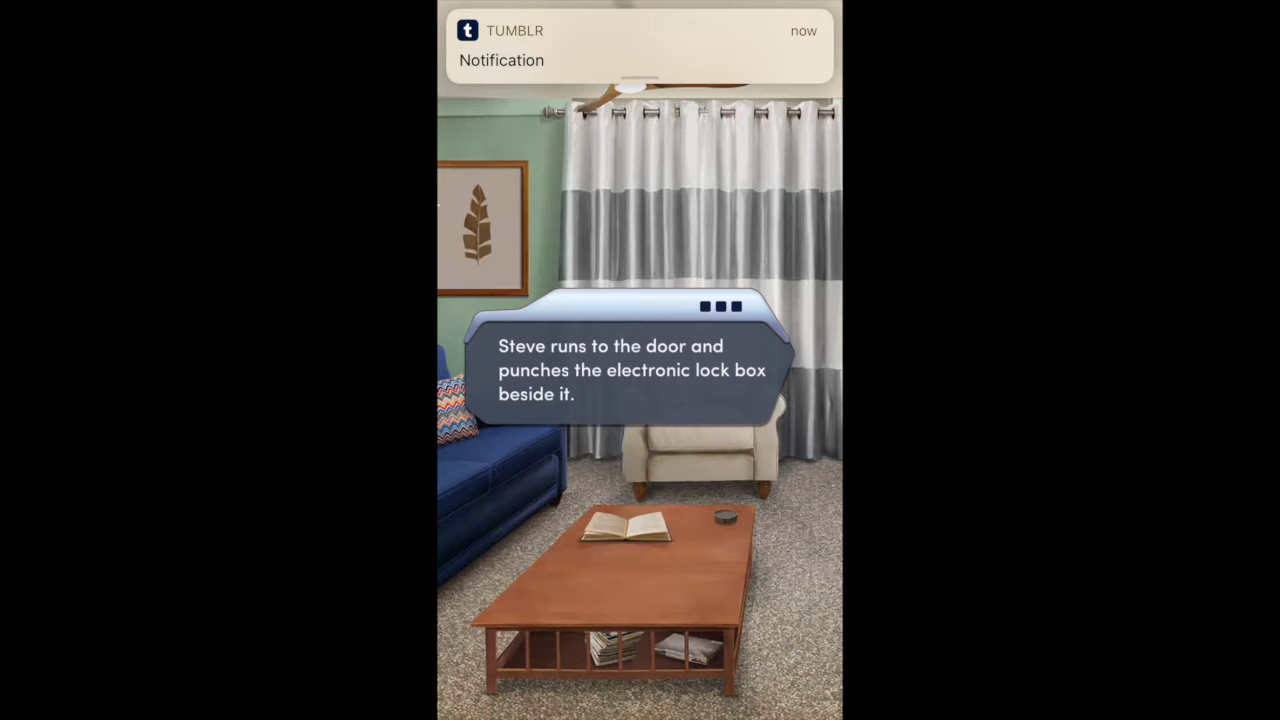 t TUMBLR now
Notification
Steve runs to the door and
punches the electronic lock box
beside it.